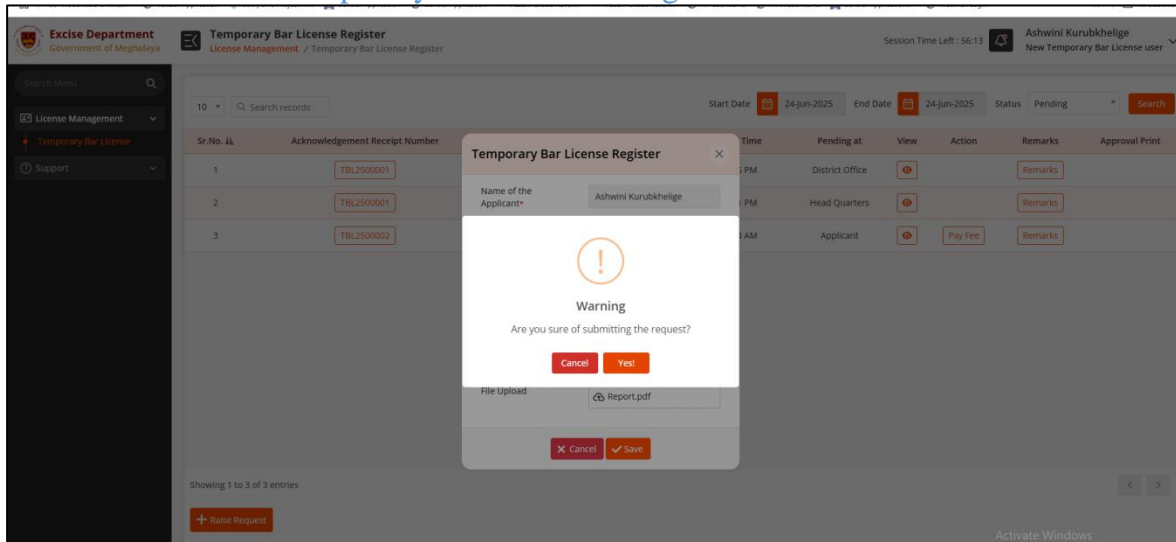 Excise Department
Government of Meghalaya
Temporary Bar License Register
License Management / Temporary Bar License Register
Session Time Left : 56:13
Ashwini Kurubkhelige
New Temporary Bar License user
Search Menu
License Management
Temporary Bar License
Support
10 Search records
Start Date 24-Jun-2025 End Date 24-Jun-2025 Status Pending Search
Sr.No. Acknowledgement Receipt Number Time Pending at View Action Remarks Approval Print
1 TBL2500001 PM District Office Remarks
2 TBL2500001 PM Head Quarters Remarks
3 TBL2500002 AM Applicant Pay Fee Remarks
Temporary Bar License Register
Name of the
Applicant* Ashwini Kurubkhelige
!
Warning
Are you sure of submitting the request?
Cancel Yes!
File Upload Report.pdf
Cancel Save
Showing 1 to 3 of 3 entries
Raise Request
Activate Windows